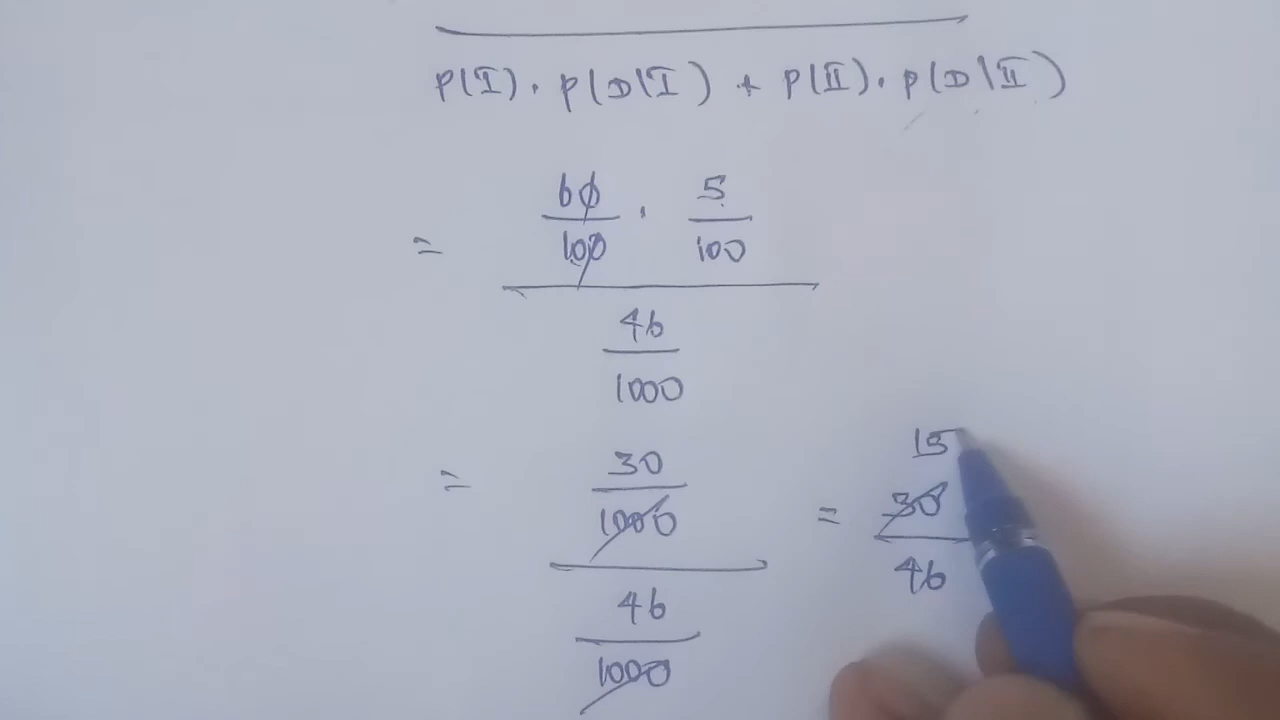 P(I). P(D|I) + P(II). P(D|II)
60 . 5
= 100 100
46
1000
15
30 30
= 1000 = 46
46
1000